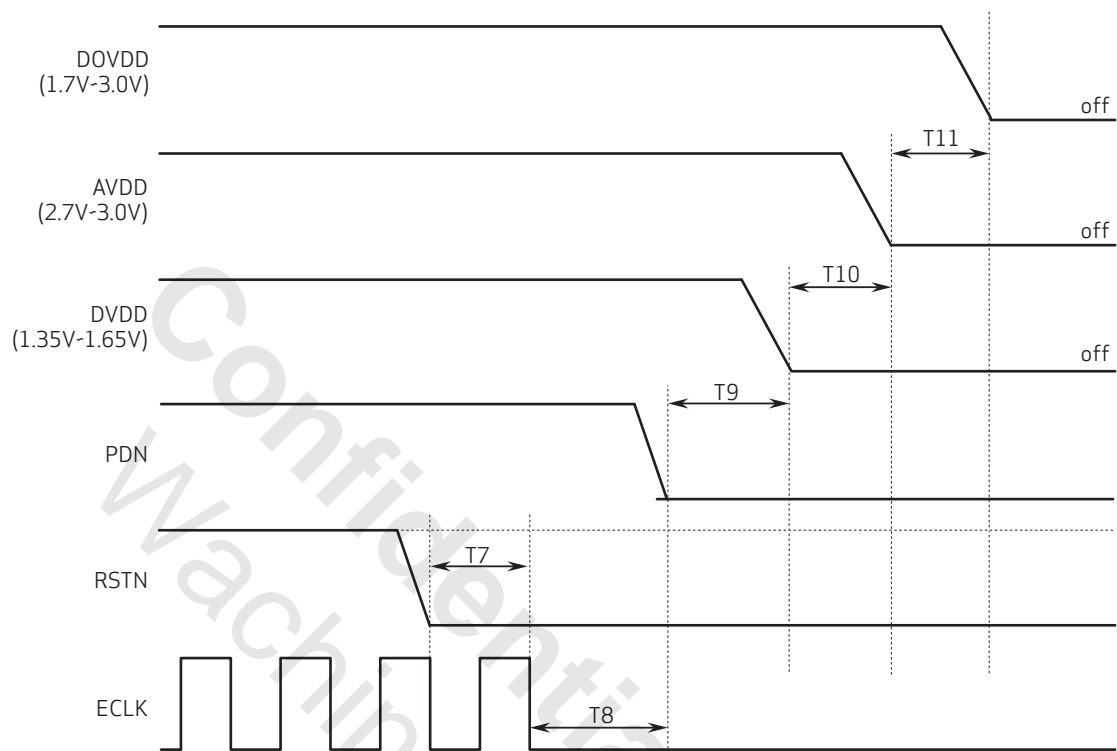 DOVDD
(1.7V~3.0V)
off
T11
AVDD
(2.7V~3.0V)
off
T10
DVDD
(1.35V~1.65V)
off
T9
PDN
RSTN
T7
ECLK
T8
Confidentia
Wachin